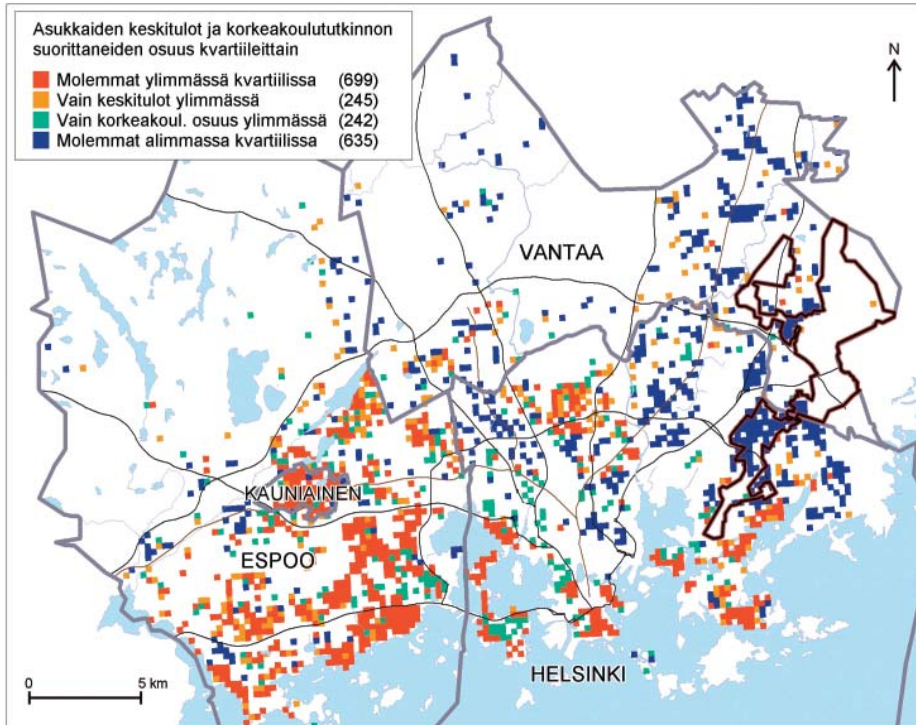 Asukkaiden keskitulot ja korkeakoulututkinnon
suorittaneiden osuus kvartiileittain
Molemmat ylimmässä kvartiilissa (699)
Vain keskitulot ylimmässä (245)
Vain korkeakoul. osuus ylimmässä (242)
Molemmat alimmassa kvartiilissa (635)
N
VANTAA
KAUNIAINEN
ESPOO
HELSINKI
0 5 km